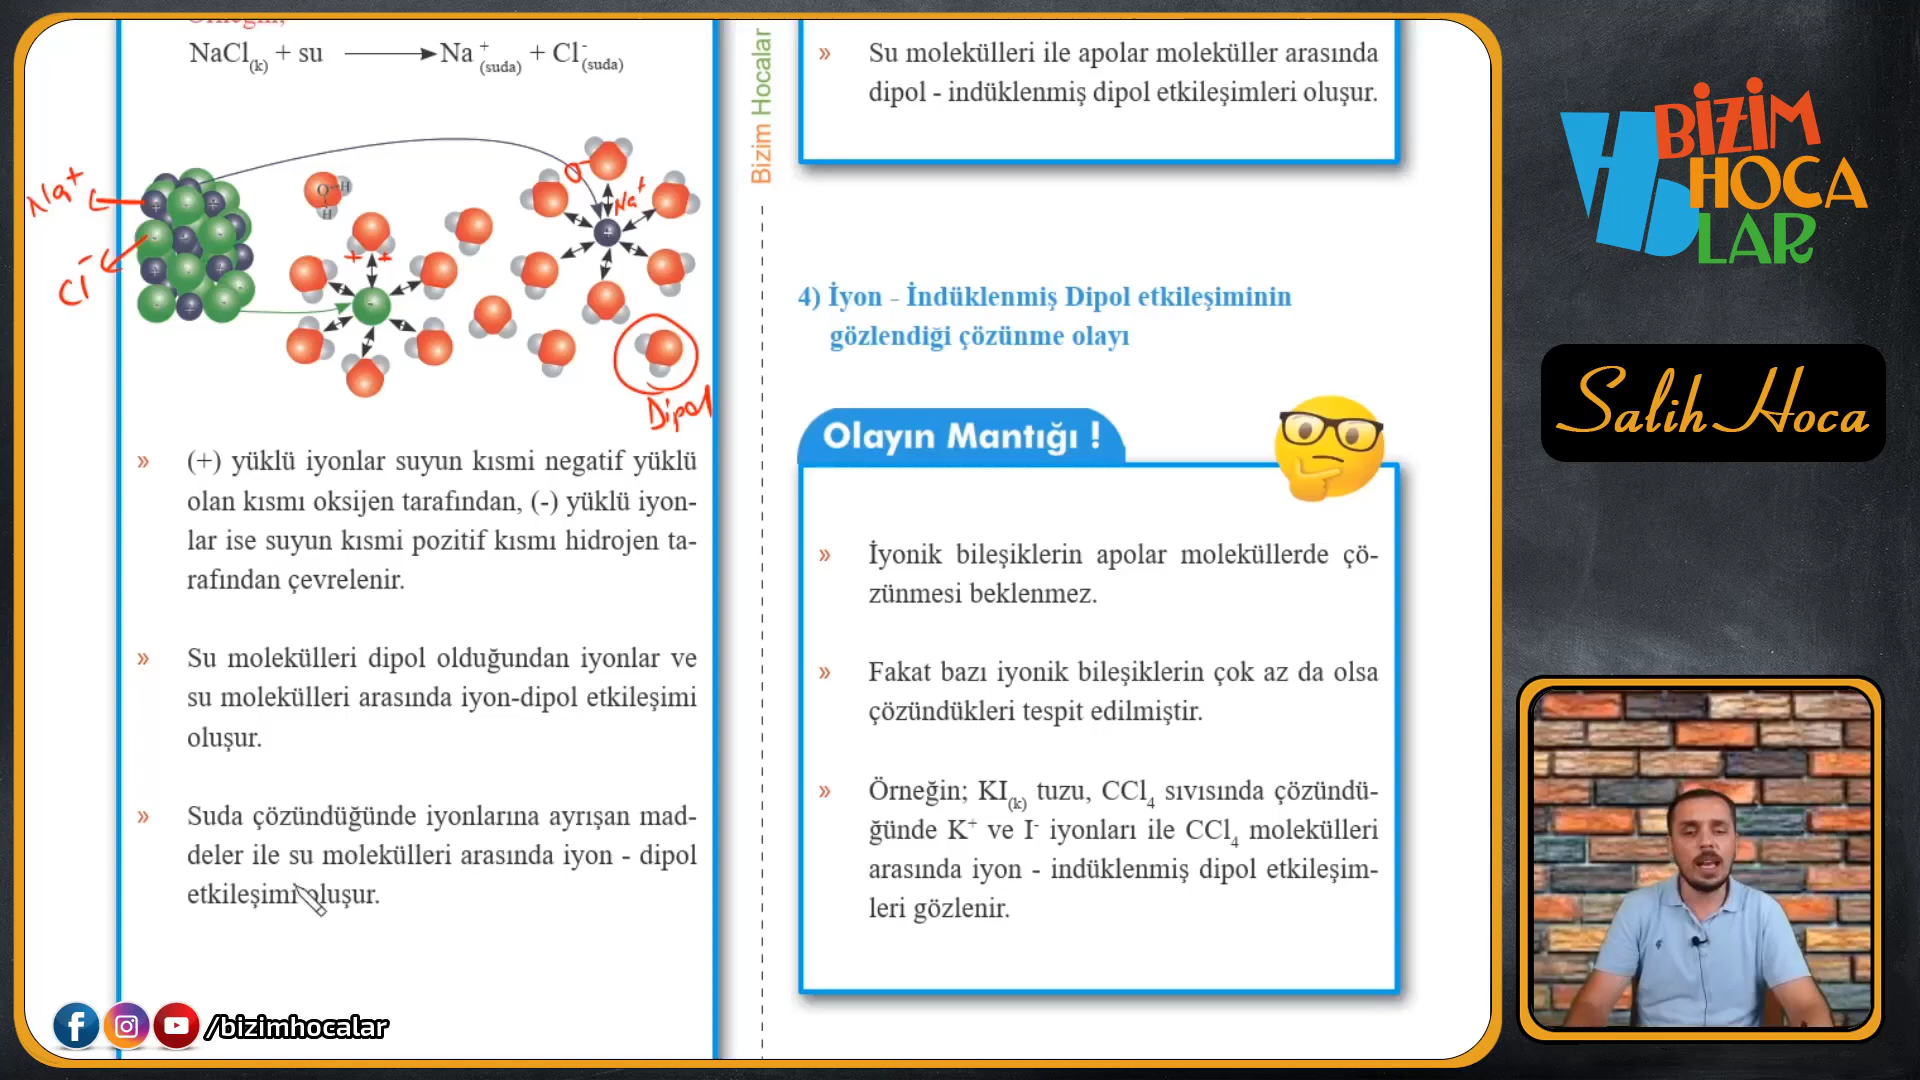 Örneğin;
NaCl(k) + su → Na+(suda) + Cl-(suda)
Na+
Cl-
O H
H
Na+
+ +
Dipol
» (+) yüklü iyonlar suyun kısmi negatif yüklü
olan kısmı oksijen tarafından, (-) yüklü iyon-
lar ise suyun kısmi pozitif kısmı hidrojen ta-
rafından çevrelenir.
» Su molekülleri dipol olduğundan iyonlar ve
su molekülleri arasında iyon-dipol etkileşimi
oluşur.
» Suda çözündüğünde iyonlarına ayrışan mad-
deler ile su molekülleri arasında iyon - dipol
etkileşimi oluşur.
/bizimhocalar
Bizim Hocalar
» Su molekülleri ile apolar moleküller arasında
dipol - indüklenmiş dipol etkileşimleri oluşur.
4) İyon - İndüklenmiş Dipol etkileşiminin
gözlendiği çözünme olayı
Olayın Mantığı !
» İyonik bileşiklerin apolar moleküllerde çö-
zünmesi beklenmez.
» Fakat bazı iyonik bileşiklerin çok az da olsa
çözündükleri tespit edilmiştir.
» Örneğin; KI(k) tuzu, CCl4 sıvısında çözündü-
ğünde K+ ve I- iyonları ile CCl4 molekülleri
arasında iyon - indüklenmiş dipol etkileşim-
leri gözlenir.
BİZİM
HOCA
LAR
Salih Hoca